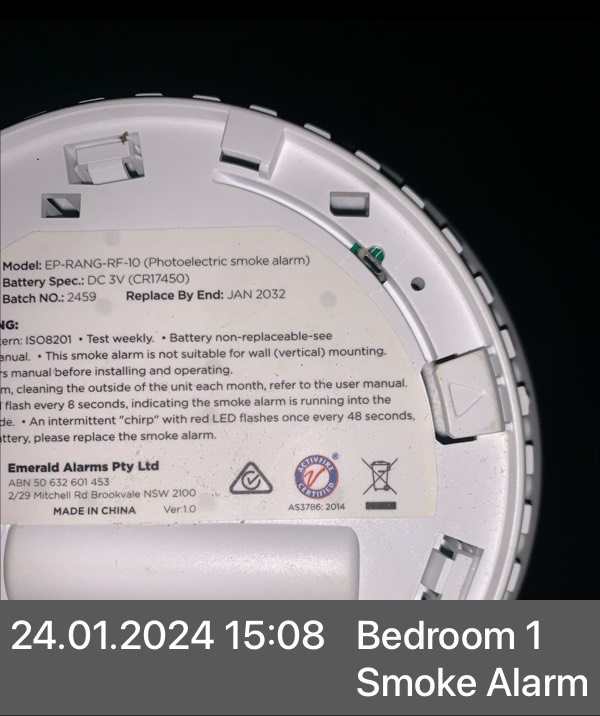 Model: EP-RANG-RF-10 (Photoelectric smoke alarm)
Battery Spec.: DC 3V (CR17450)
Batch NO.: 2459 Replace By End: JAN 2032
NG:
ern: ISO8201 • Test weekly. • Battery non-replaceable-see
anual. • This smoke alarm is not suitable for wall (vertical) mounting.
rs manual before installing and operating.
m, cleaning the outside of the unit each month, refer to the user manual.
flash every 8 seconds, indicating the smoke alarm is running into the
de. • An intermittent "chirp" with red LED flashes once every 48 seconds,
ttery, please replace the smoke alarm.
Emerald Alarms Pty Ltd
ABN 50 632 601 453
2/29 Mitchell Rd Brookvale NSW 2100
MADE IN CHINA Ver:1.0
ACTIVFIRE
®
V
CERTIFIED
AS3786: 2014
24.01.2024 15:08 Bedroom 1
Smoke Alarm